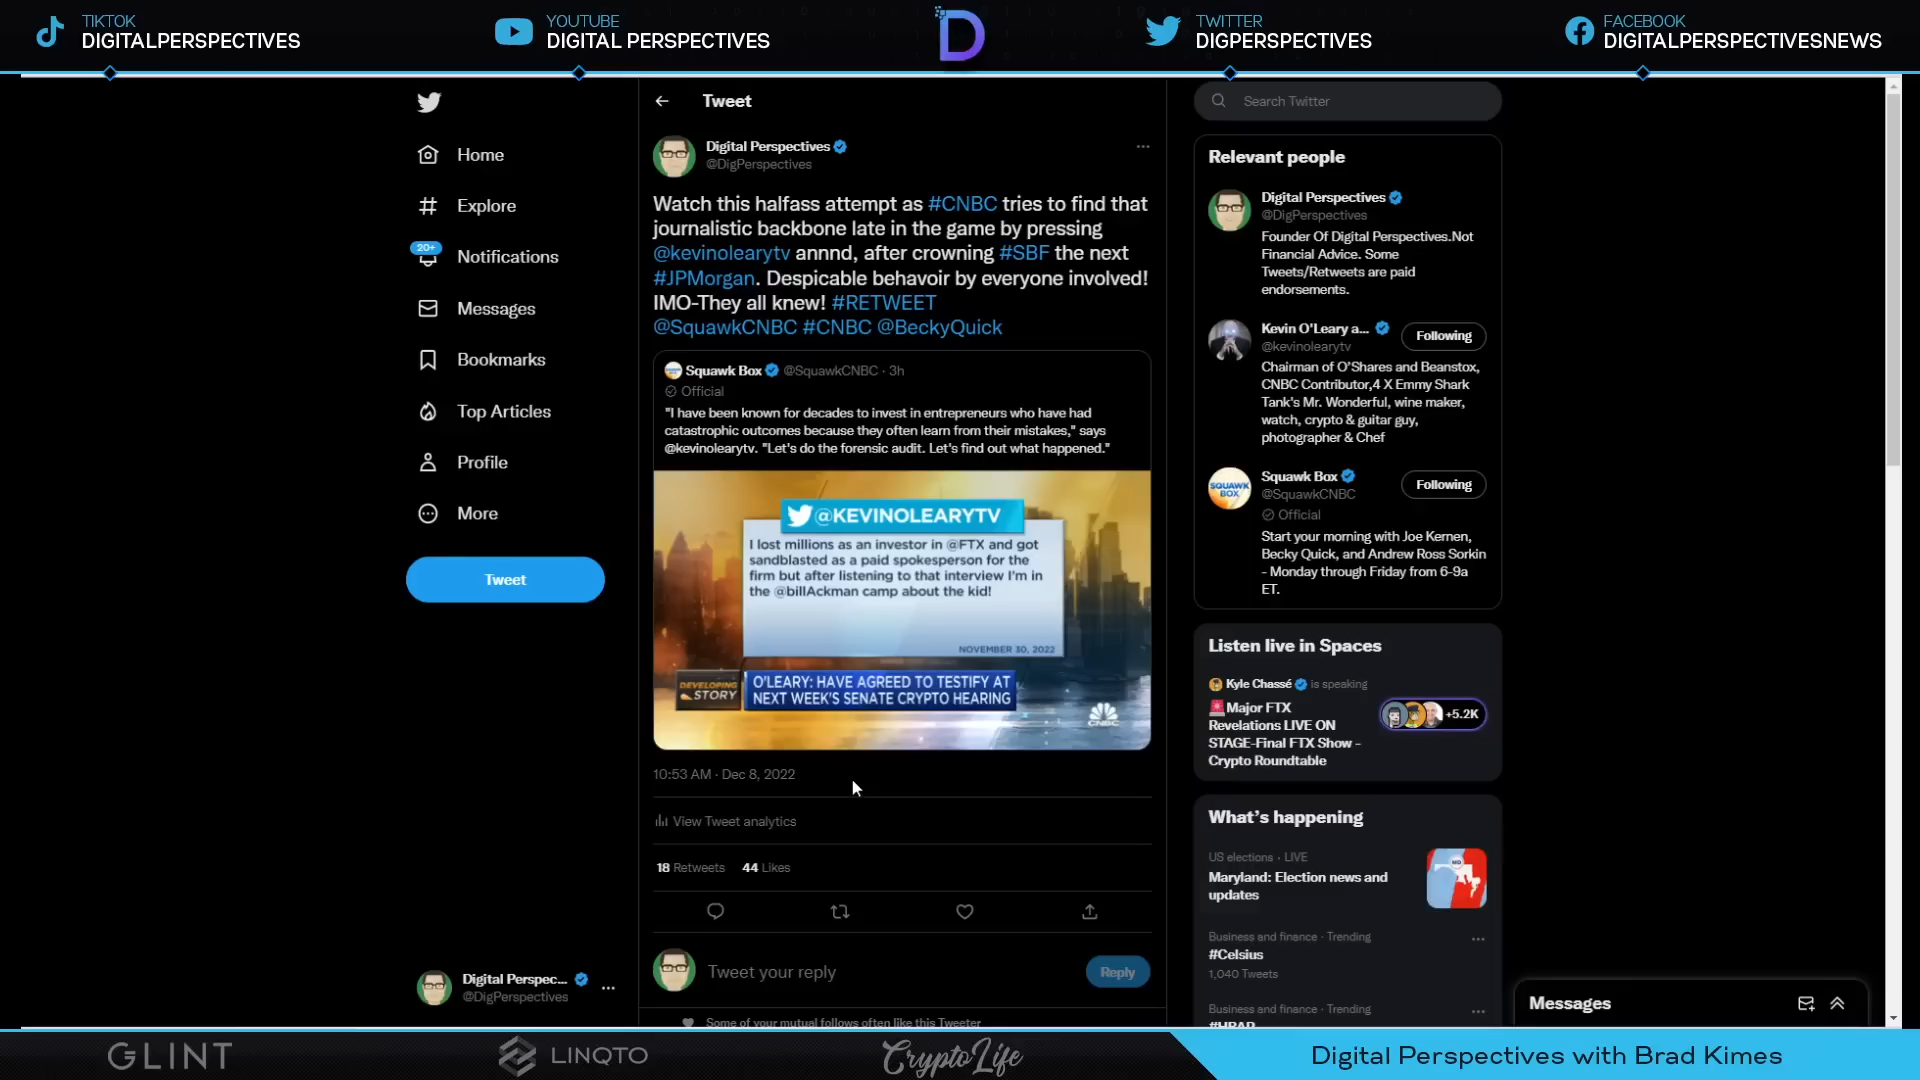 TIKTOK
DIGITALPERSPECTIVES
YOUTUBE
DIGITAL PERSPECTIVES
D
TWITTER
DIGPERSPECTIVES
FACEBOOK
DIGITALPERSPECTIVESNEWS
Home
Explore
20+
Notifications
Messages
Bookmarks
Top Articles
Profile
More
Tweet
Digital Perspec...
@DigPerspectives
Tweet
Digital Perspectives
@DigPerspectives
Watch this halfass attempt as #CNBC tries to find that
journalistic backbone late in the game by pressing
@kevinolearytv annnd, after crowning #SBF the next
#JPMorgan. Despicable behavoir by everyone involved!
IMO-They all knew! #RETWEET
@SquawkCNBC #CNBC @BeckyQuick
Squawk Box @SquawkCNBC · 3h
Official
"I have been known for decades to invest in entrepreneurs who have had
catastrophic outcomes because they often learn from their mistakes," says
@kevinolearytv. "Let's do the forensic audit. Let's find out what happened."
@KEVINOLEARYTV
I lost millions as an investor in @FTX and got
sandblasted as a paid spokesperson for the
firm but after listening to that interview I'm in
the @billAckman camp about the kid!
NOVEMBER 30, 2022
DEVELOPING
STORY
O'LEARY: HAVE AGREED TO TESTIFY AT
NEXT WEEK'S SENATE CRYPTO HEARING
CNBC
10:53 AM · Dec 8, 2022
View Tweet analytics
18 Retweets 44 Likes
Tweet your reply
Reply
Some of your mutual follows often like this Tweeter
Search Twitter
Relevant people
Digital Perspectives
@DigPerspectives
Founder Of Digital Perspectives.Not
Financial Advice. Some
Tweets/Retweets are paid
endorsements.
Kevin O'Leary a...
@kevinolearytv
Following
Chairman of O'Shares and Beanstox,
CNBC Contributor,4 X Emmy Shark
Tank's Mr. Wonderful, wine maker,
watch, crypto & guitar guy,
photographer & Chef
SQUAWK
BOX
Squawk Box
@SquawkCNBC
Following
Official
Start your morning with Joe Kernen,
Becky Quick, and Andrew Ross Sorkin
- Monday through Friday from 6-9a
ET.
Listen live in Spaces
Kyle Chassé is speaking
Major FTX
Revelations LIVE ON
STAGE-Final FTX Show -
Crypto Roundtable
+5.2K
What's happening
US elections · LIVE
Maryland: Election news and
updates
Business and finance · Trending
#Celsius
1,040 Tweets
Business and finance · Trending
#HBAR
Messages
GLINT
LINQTO
CryptoLife
Digital Perspectives with Brad Kimes